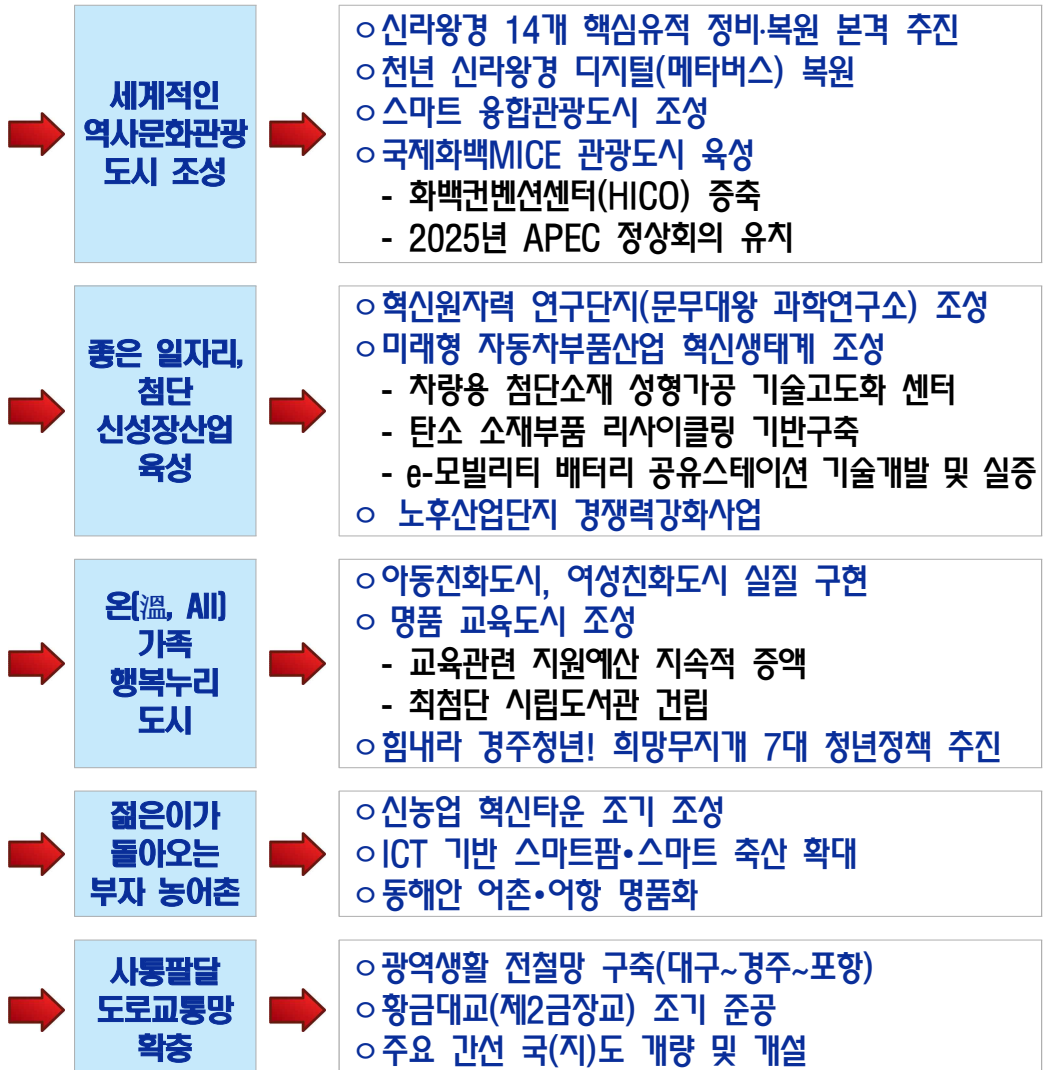 세계적인
역사문화관광
도시 조성
ㅇ신라왕경 14개 핵심유적 정비·복원 본격 추진
ㅇ천년 신라왕경 디지털(메타버스) 복원
ㅇ스마트 융합관광도시 조성
ㅇ국제화백MICE 관광도시 육성
- 화백컨벤션센터(HICO) 증축
- 2025년 APEC 정상회의 유치
좋은 일자리,
첨단
신성장산업
육성
ㅇ혁신원자력 연구단지(문무대왕 과학연구소) 조성
ㅇ미래형 자동차부품산업 혁신생태계 조성
- 차량용 첨단소재 성형가공 기술고도화 센터
- 탄소 소재부품 리사이클링 기반구축
- e-모빌리티 배터리 공유스테이션 기술개발 및 실증
ㅇ 노후산업단지 경쟁력강화사업
온(溫, All)
가족
행복누리
도시
ㅇ아동친화도시, 여성친화도시 실질 구현
ㅇ 명품 교육도시 조성
- 교육관련 지원예산 지속적 증액
- 최첨단 시립도서관 건립
ㅇ힘내라 경주청년! 희망무지개 7대 청년정책 추진
젊은이가
돌아오는
부자 농어촌
ㅇ신농업 혁신타운 조기 조성
ㅇICT 기반 스마트팜•스마트 축산 확대
ㅇ동해안 어촌•어항 명품화
사통팔달
도로교통망
확충
ㅇ광역생활 전철망 구축(대구~경주~포항)
ㅇ황금대교(제2금장교) 조기 준공
ㅇ주요 간선 국(지)도 개량 및 개설